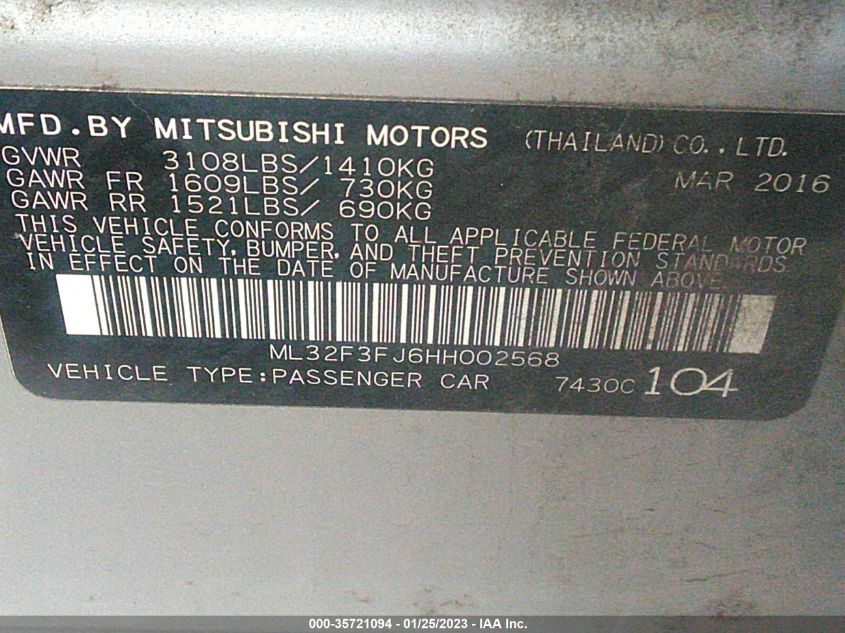 MFD.BY MITSUBISHI MOTORS (THAILAND) CO.,LTD.
GVWR 3108LBS/1410KG MAR 2016
GAWR FR 1609LBS/ 730KG
GAWR RR 1521LBS/ 690KG
THIS VEHICLE CONFORMS TO ALL APPLICABLE FEDERAL MOTOR
VEHICLE SAFETY, BUMPER, AND THEFT PREVENTION STANDARDS
IN EFFECT ON THE DATE OF MANUFACTURE SHOWN ABOVE
ML32F3FJ6HH002568
VEHICLE TYPE:PASSENGER CAR 7430C 104
000-35721094 - 01/25/2023 - IAA Inc.